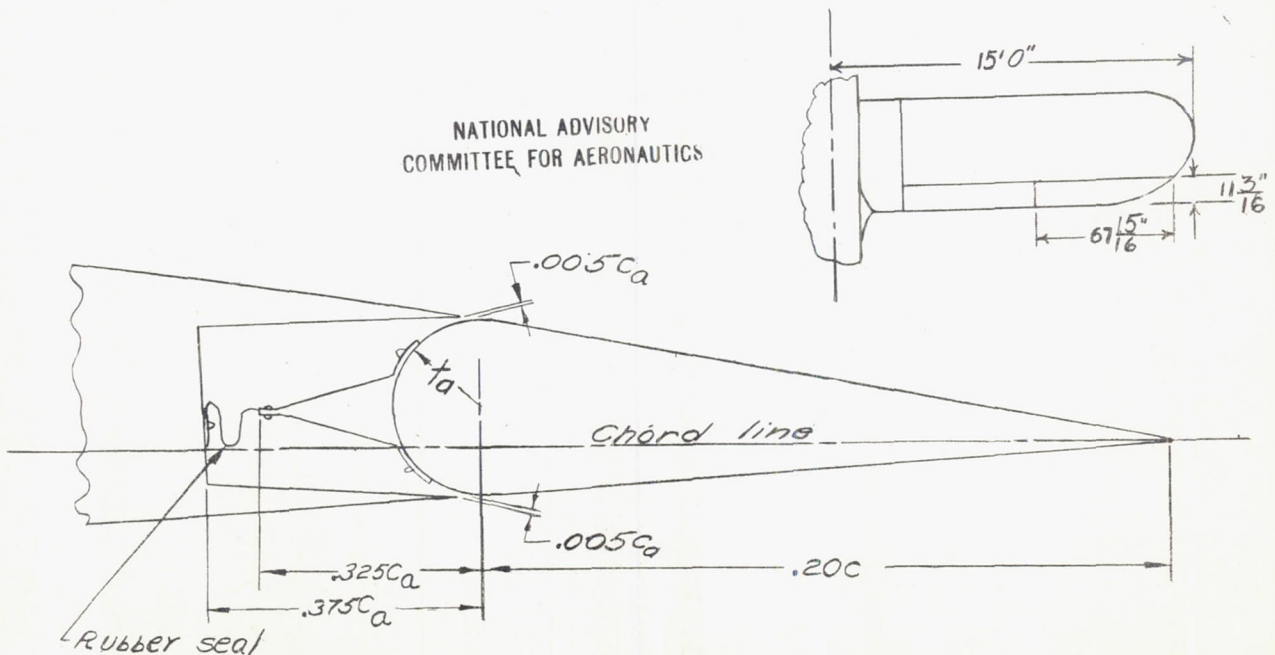 15'0"
NATIONAL ADVISORY
COMMITTEE FOR AERONAUTICS
11 3/16"
67 15/16"
.005Ca
ta
Chord line
.005Ca
.325Ca
.20C
.375Ca
Rubber seal